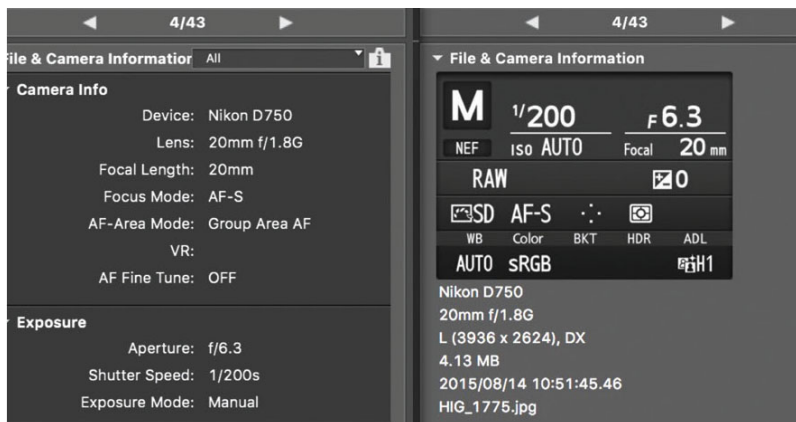 4/43
File & Camera Information All
Camera Info
Device: Nikon D750
Lens: 20mm f/1.8G
Focal Length: 20mm
Focus Mode: AF-S
AF-Area Mode: Group Area AF
VR:
AF Fine Tune: OFF
Exposure
Aperture: f/6.3
Shutter Speed: 1/200s
Exposure Mode: Manual
4/43
File & Camera Information
M 1/200 F6.3
NEF ISO AUTO Focal 20 mm
RAW 0
SD AF-S
WB Color BKT HDR ADL
AUTO sRGB H1
Nikon D750
20mm f/1.8G
L (3936 x 2624), DX
4.13 MB
2015/08/14 10:51:45.46
HIG_1775.jpg